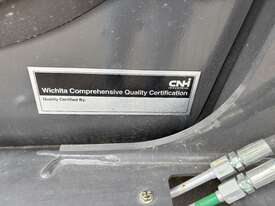 CNH
Wichita Comprehensive Quality Certification
Quality Certified By: